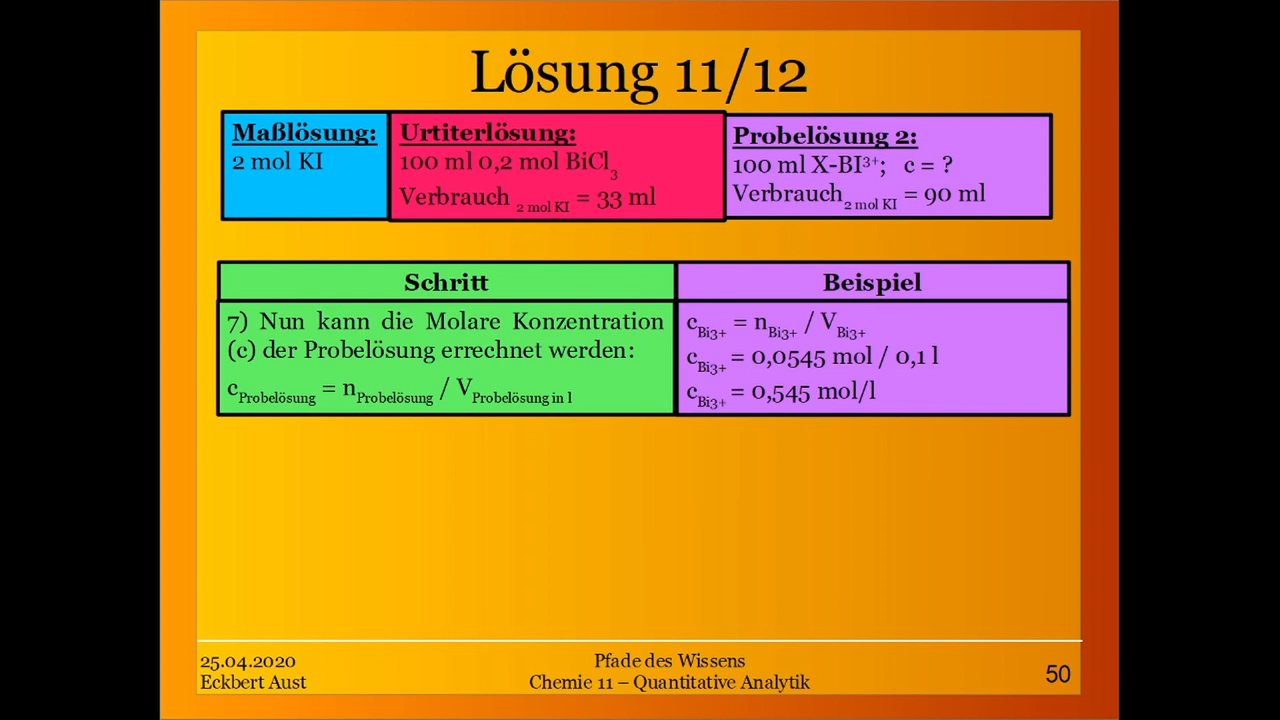 Lösung 11/12
Maßlösung:
2 mol KI
Urtiterlösung:
100 ml 0,2 mol BiCl3
Verbrauch 2 mol KI = 33 ml
Probelösung 2:
100 ml X-BI3+; c = ?
Verbrauch2 mol KI = 90 ml
Schritt
7) Nun kann die Molare Konzentration
(c) der Probelösung errechnet werden:
cProbelösung = nProbelösung / VProbelösung in l
Beispiel
cBi3+ = nBi3+ / VBi3+
cBi3+ = 0,0545 mol / 0,1 l
cBi3+ = 0,545 mol/l
25.04.2020
Eckbert Aust
Pfade des Wissens
Chemie 11 – Quantitative Analytik
50